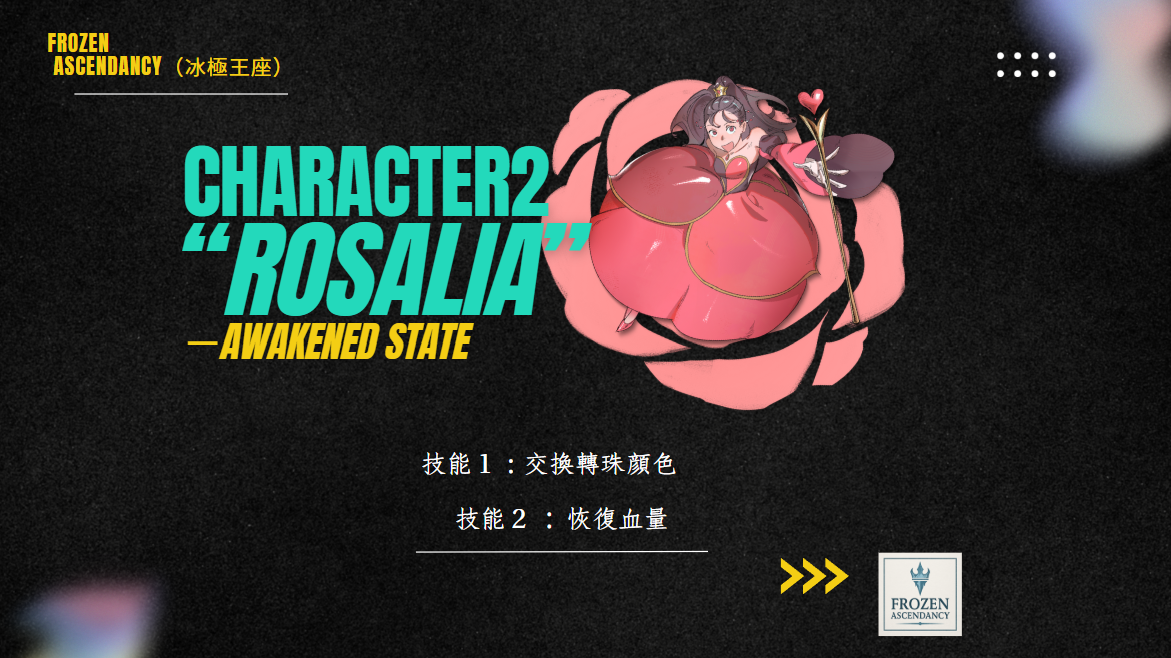 FROZEN
ASCENDANCY（冰極王座）
CHARACTER2
“ROSALIA”
—AWAKENED STATE
技能1：交換轉珠顏色
技能2 ：恢復血量
FROZEN
ASCENDANCY